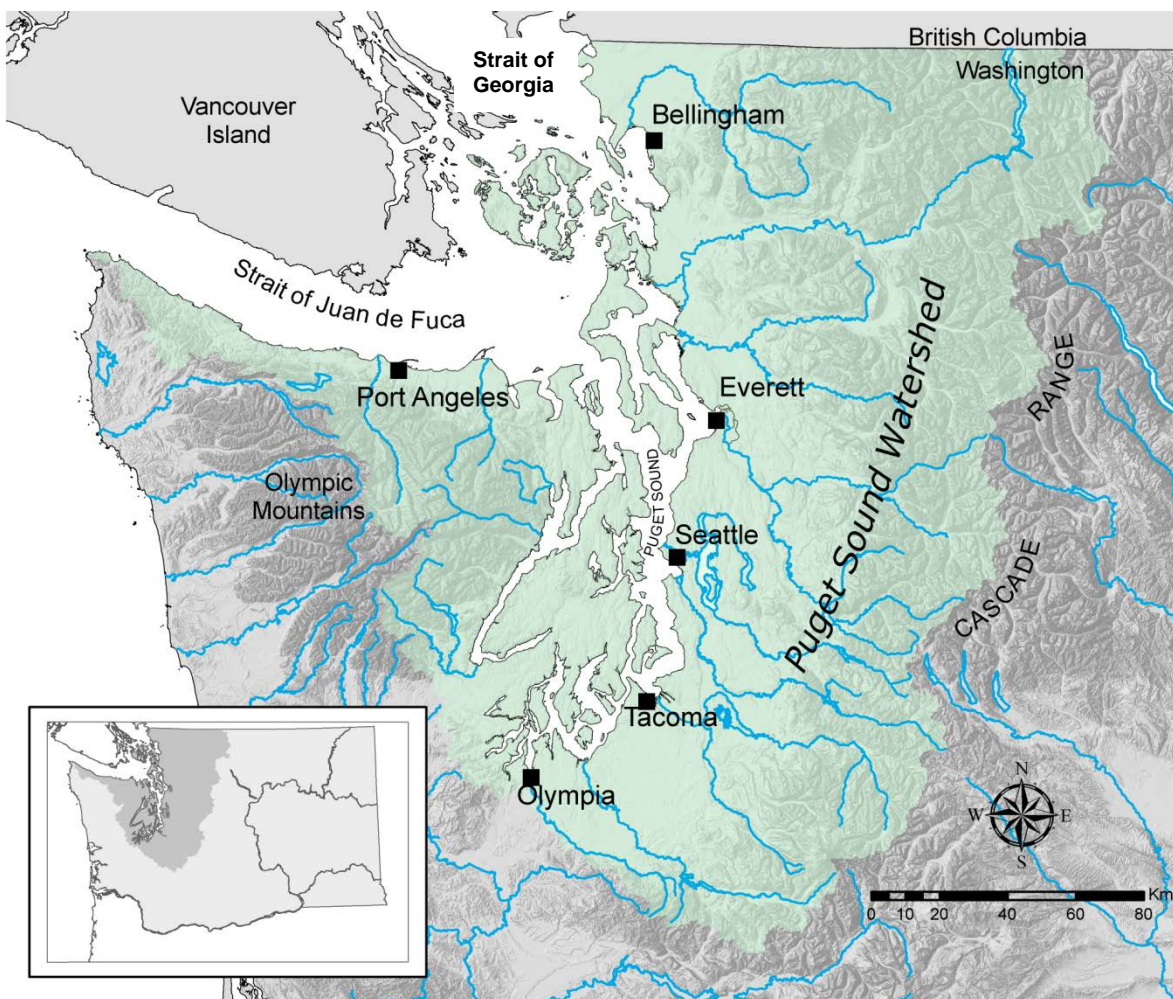 British Columbia
Washington
Strait of
Georgia
Vancouver
Island
Bellingham
Strait of Juan de Fuca
Puget Sound Watershed
RANGE
Port Angeles
Everett
Olympic
Mountains
PUGET SOUND
Seattle
CASCADE
Tacoma
Olympia
N
W
E
S
Km
0 10 20 40 60 80